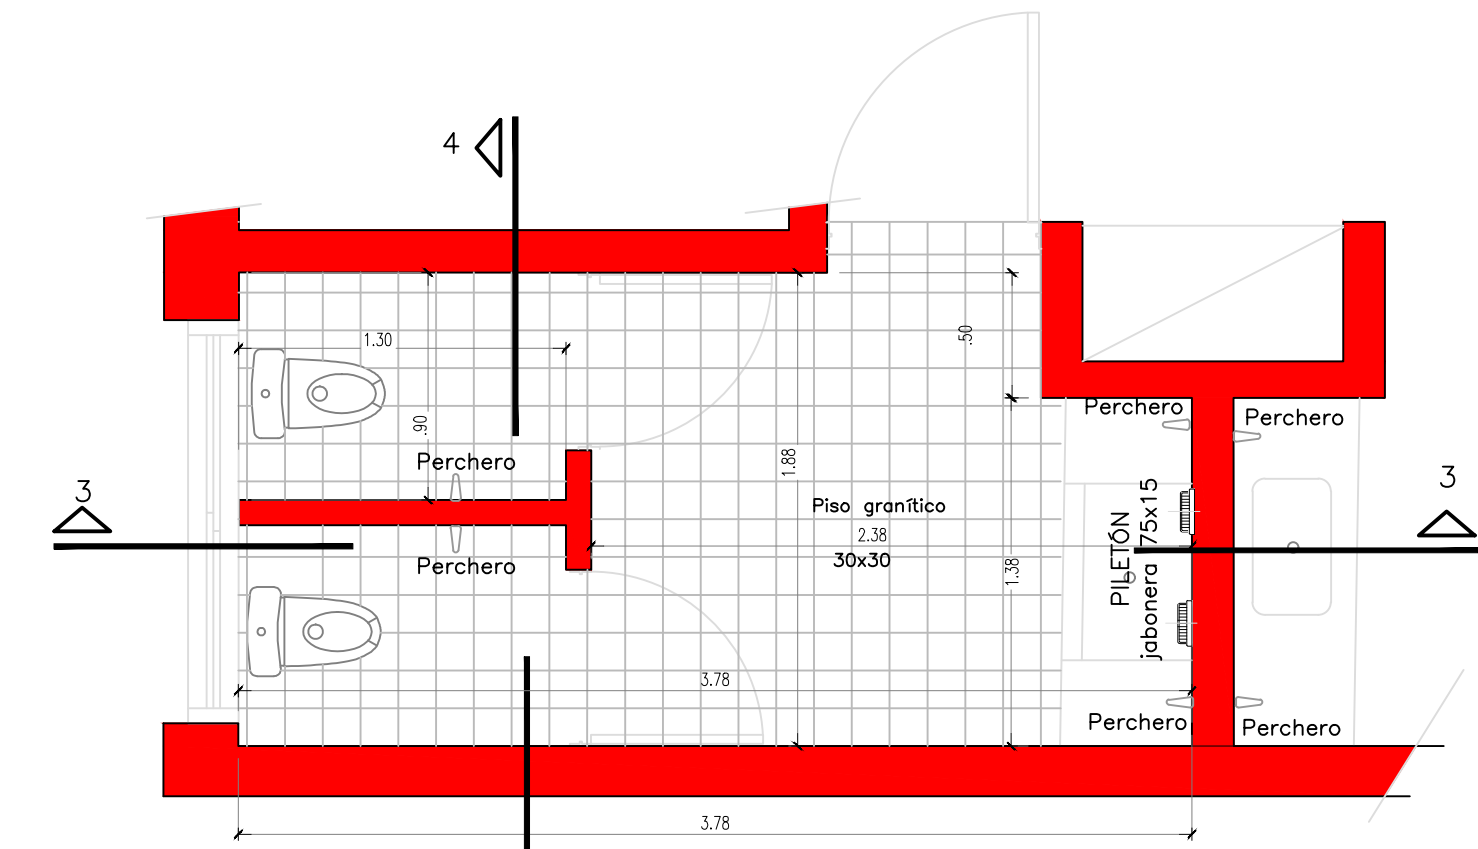 4
1.30
.50
Perchero
Perchero
.90
Perchero
1.88
3
3
Piso granítico
2.38
30x30
PILETÓN
jabonera 75x15
Perchero
1.38
3.78
Perchero
Perchero
3.78